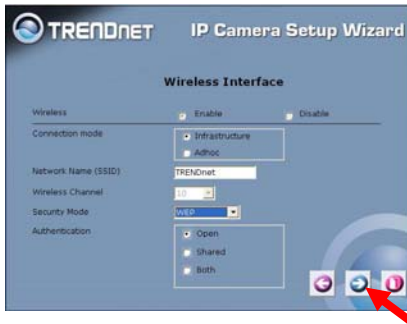 TRENDNET IP Camera Setup Wizard
Wireless Interface
Wireless Enable Disable
Connection mode Infrastructure
Adhoc
Network Name (SSID) TRENDnet
Wireless Channel 10
Security Mode WEP
Authentication Open
Shared
Both